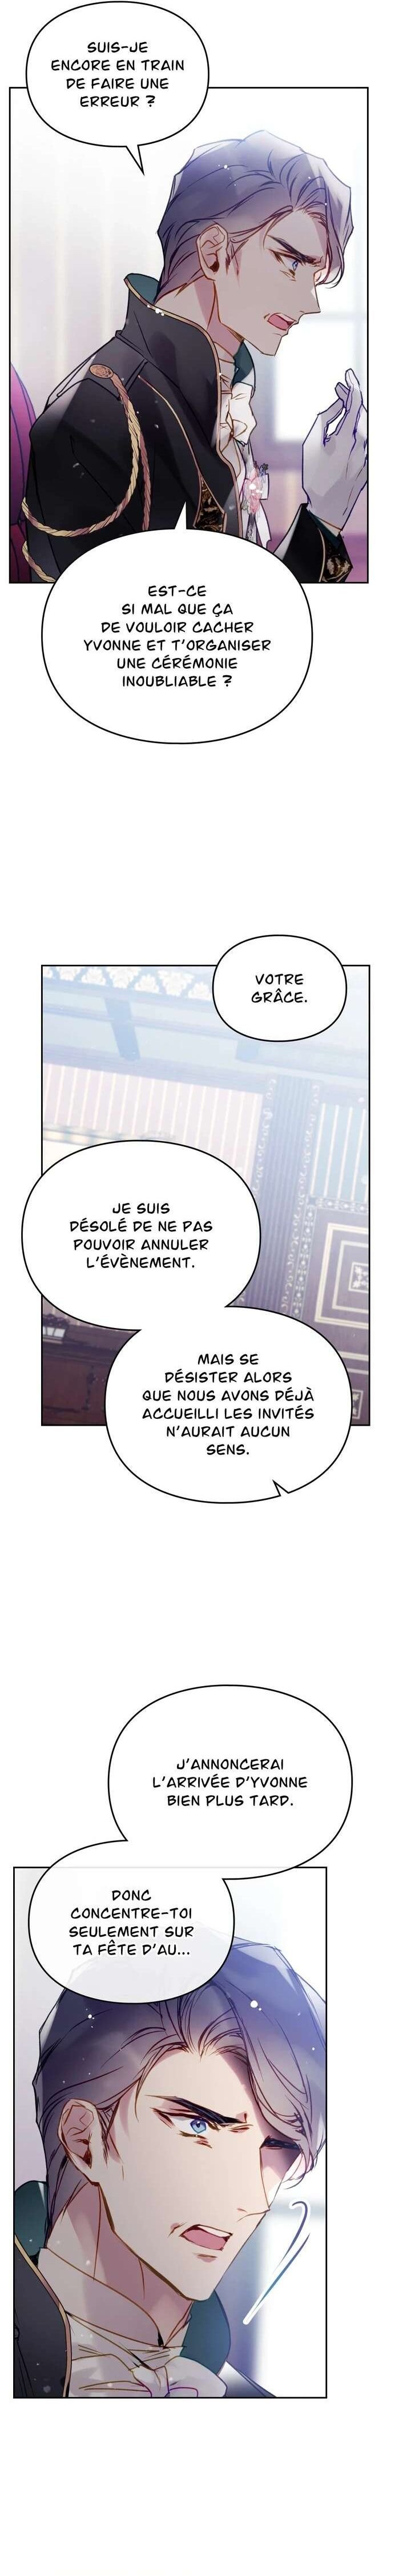 SUIS-JE
ENCORE EN TRAIN
DE FAIRE UNE
ERREUR ?
EST-CE
SI MAL QUE ÇA
DE VOULOIR CACHER
YVONNE ET T'ORGANISER
UNE CÉRÉMONIE
INOUBLIABLE ?
VOTRE
GRÂCE.
JE SUIS
DÉSOLÉ DE NE PAS
POUVOIR ANNULER
L'ÉVÈNEMENT.
MAIS SE
DÉSISTER ALORS
QUE NOUS AVONS DÉJÀ
ACCUEILLI LES INVITÉS
N'AURAIT AUCUN
SENS.
J'ANNONCERAI
L'ARRIVÉE D'YVONNE
BIEN PLUS TARD.
DONC
CONCENTRE-TOI
SEULEMENT SUR
TA FÊTE D'AU...